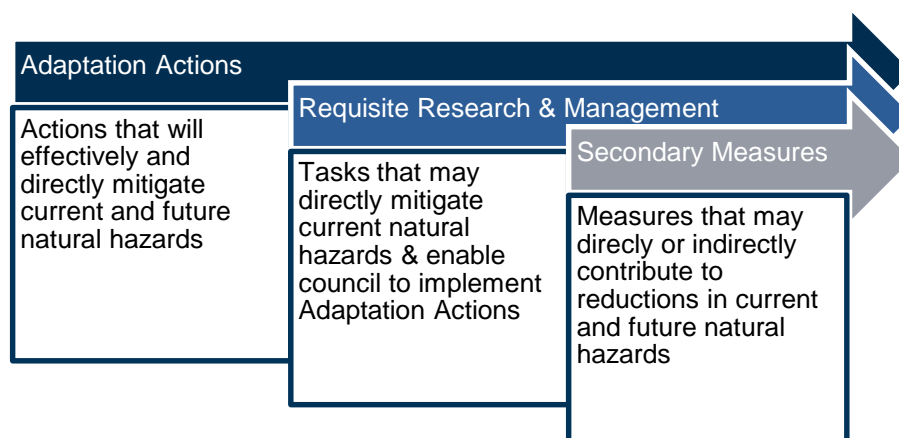 Adaptation Actions
Actions that will
effectively and
directly mitigate
current and future
natural hazards
Requisite Research & Management
Tasks that may
directly mitigate
current natural
hazards & enable
council to implement
Adaptation Actions
Secondary Measures
Measures that may
direcly or indirectly
contribute to
reductions in current
and future natural
hazards